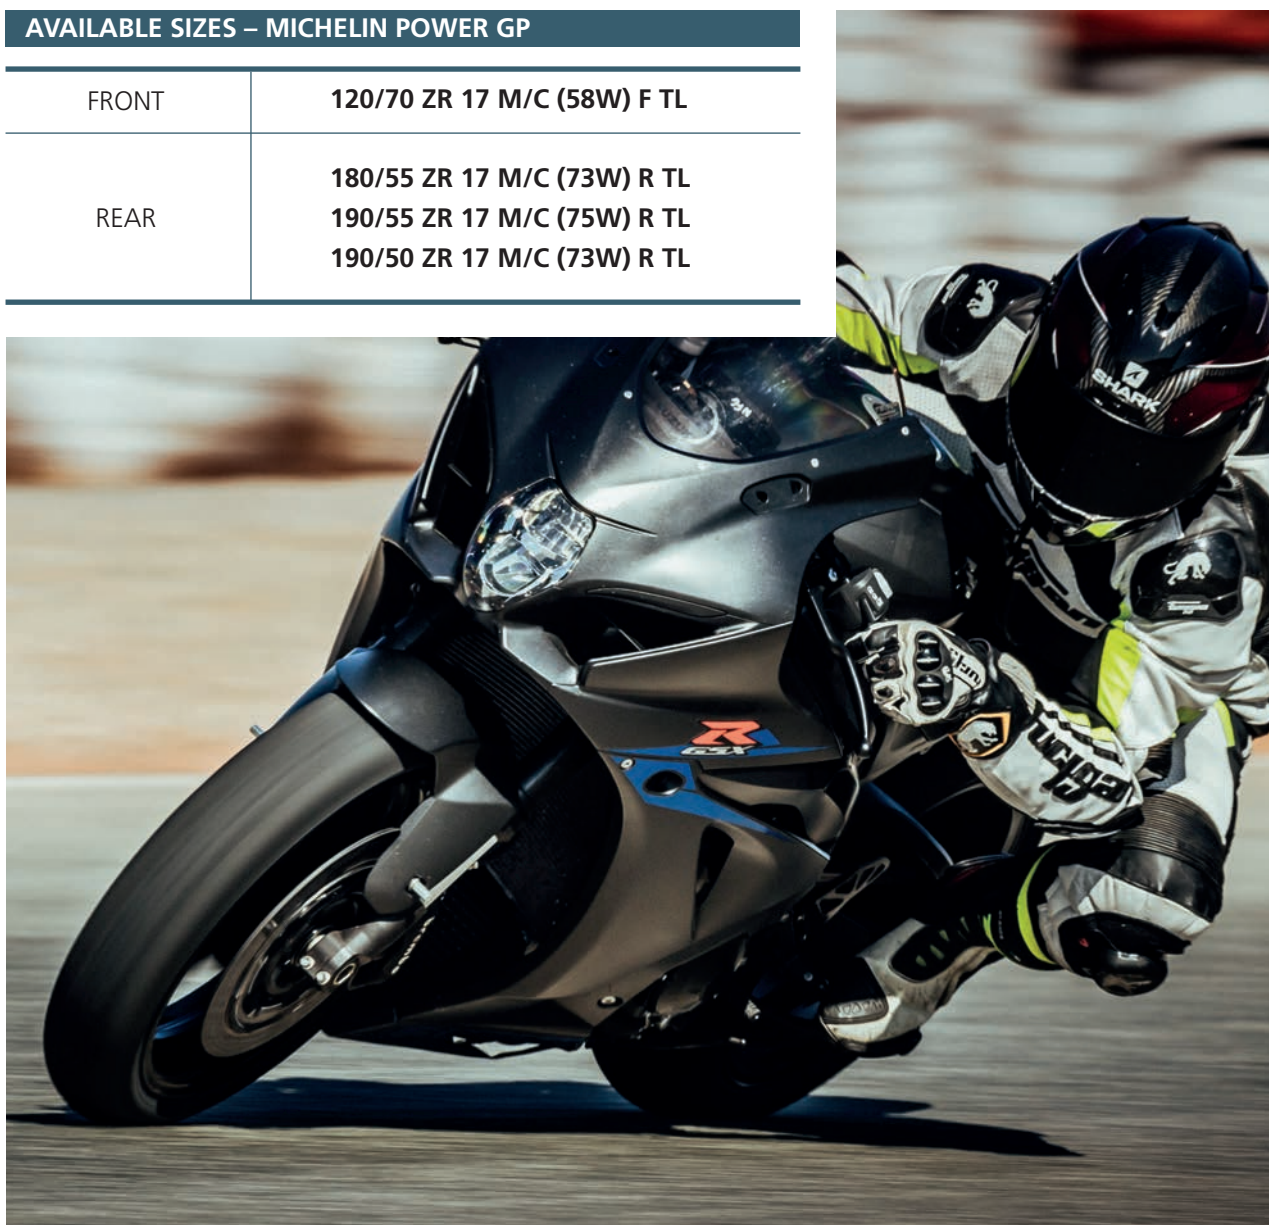 AVAILABLE SIZES – MICHELIN POWER GP
FRONT
120/70 ZR 17 M/C (58W) F TL
REAR
180/55 ZR 17 M/C (73W) R TL
190/55 ZR 17 M/C (75W) R TL
190/50 ZR 17 M/C (73W) R TL
SHARK
R
GSX
furygan